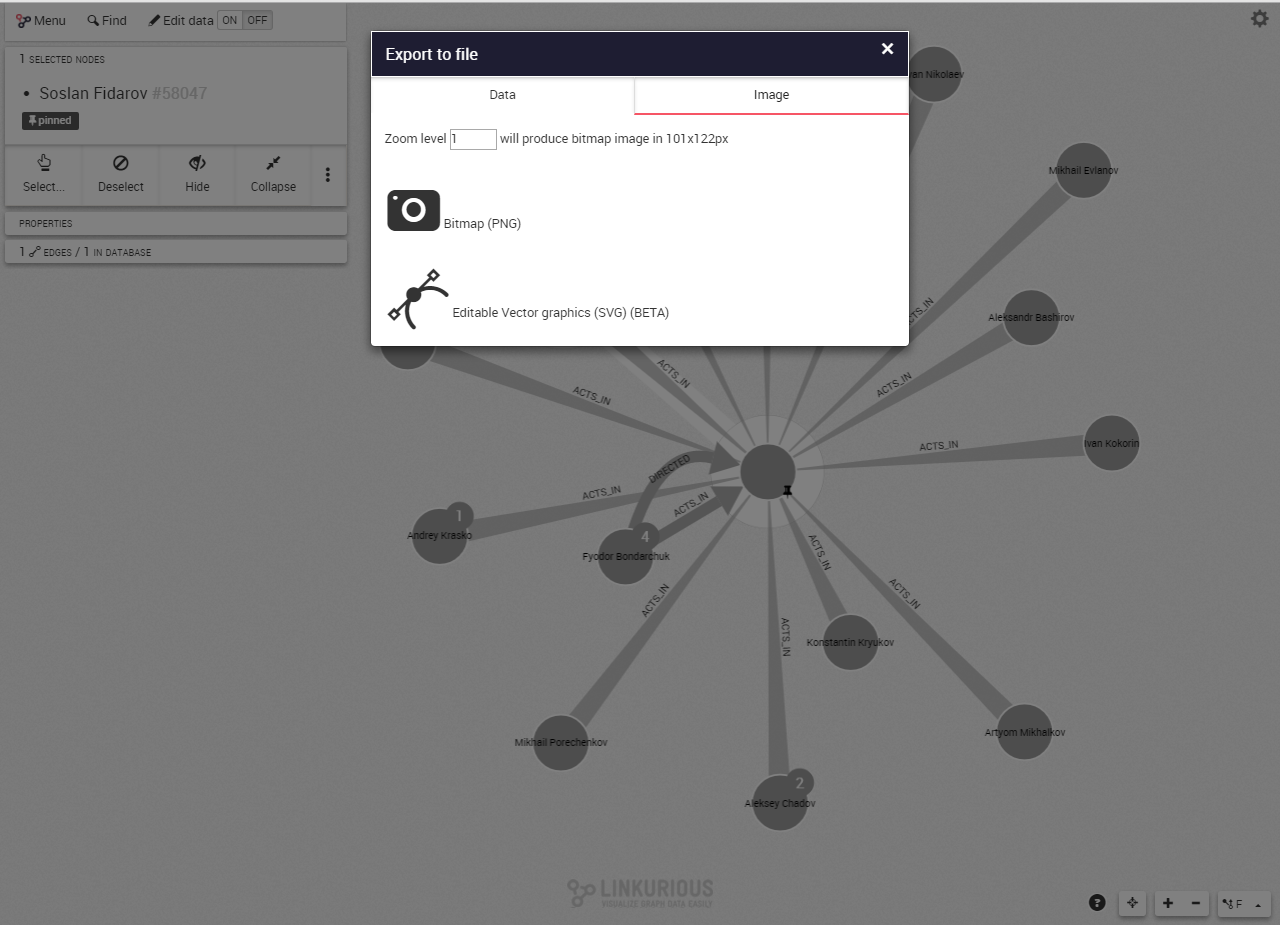 Menu Find Edit data ON OFF
1 SELECTED NODES
• Soslan Fidarov #58047
pinned
Select... Deselect Hide Collapse
PROPERTIES
1 EDGES / 1 IN DATABASE
Export to file ×
Data Image
Zoom level 1 will produce bitmap image in 101x122px
Bitmap (PNG)
Editable Vector graphics (SVG) (BETA)
van Nikolaev
Mikhail Evlanov
CTS_IN
Aleksandr Bashirov
ACTS_IN
ACTS_IN
ACTS_IN
ACTS_IN
Ivan Kokorin
DIRECTED
ACTS_IN
ACTS_IN
1
Andrey Krasko
4
Fyodor Bondarchuk
ACTS_IN
ACTS_IN
ACTS_IN
ACTS_IN
Konstantin Kryukov
Mikhail Porechenkov
Artyom Mikhalkov
2
Aleksey Chadov
LINKURIOUS
VISUALIZE GRAPH DATA EASILY
? + − F